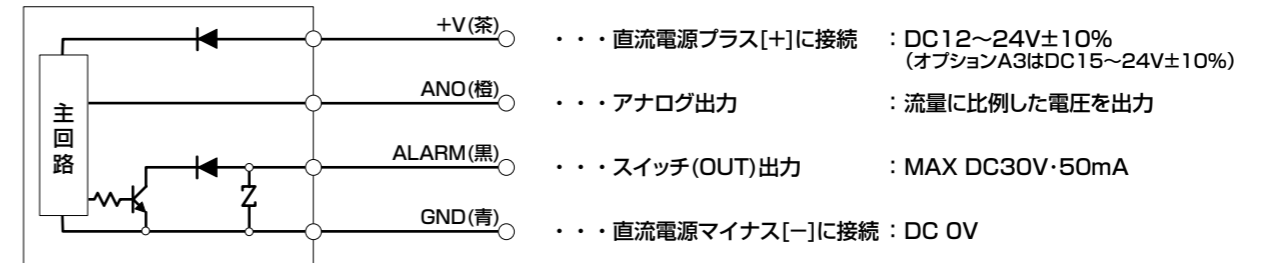 +V(茶) ・・・直流電源プラス[+]に接続 : DC12～24V±10%
(オプションA3はDC15～24V±10%)
ANO(橙) ・・・アナログ出力 : 流量に比例した電圧を出力
主回路
ALARM(黒) ・・・スイッチ(OUT)出力 : MAX DC30V･50mA
GND(青) ・・・直流電源マイナス[−]に接続 : DC 0V